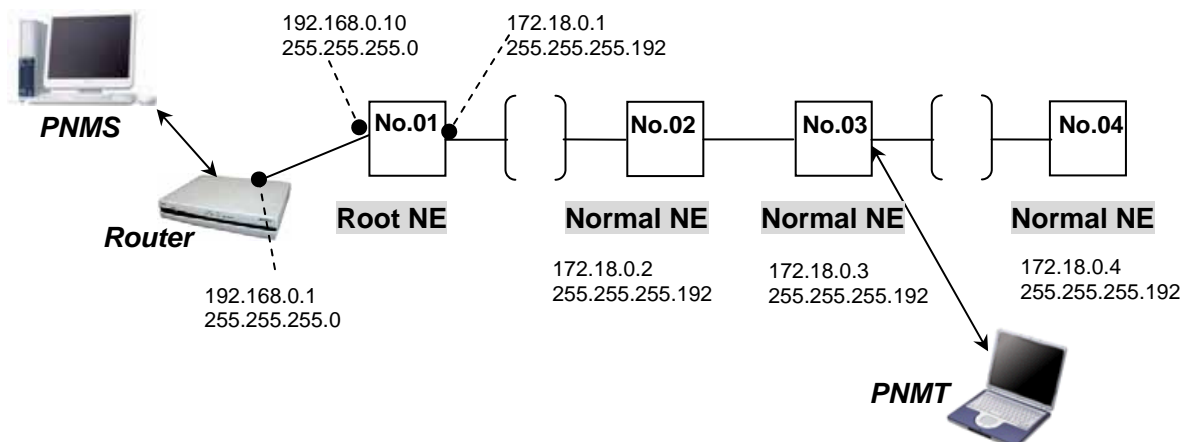 192.168.0.10
255.255.255.0
172.18.0.1
255.255.255.192
PNMS
No.01
No.02
No.03
No.04
Router
Root NE
Normal NE
Normal NE
Normal NE
192.168.0.1
255.255.255.0
172.18.0.2
255.255.255.192
172.18.0.3
255.255.255.192
172.18.0.4
255.255.255.192
PNMT